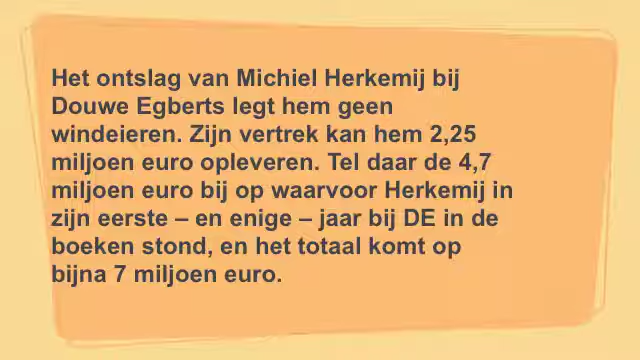 Het ontslag van Michiel Herkemij bij
Douwe Egberts legt hem geen
windeieren. Zijn vertrek kan hem 2,25
miljoen euro opleveren. Tel daar de 4,7
miljoen euro bij op waarvoor Herkemij in
zijn eerste – en enige – jaar bij DE in de
boeken stond, en het totaal komt op
bijna 7 miljoen euro.